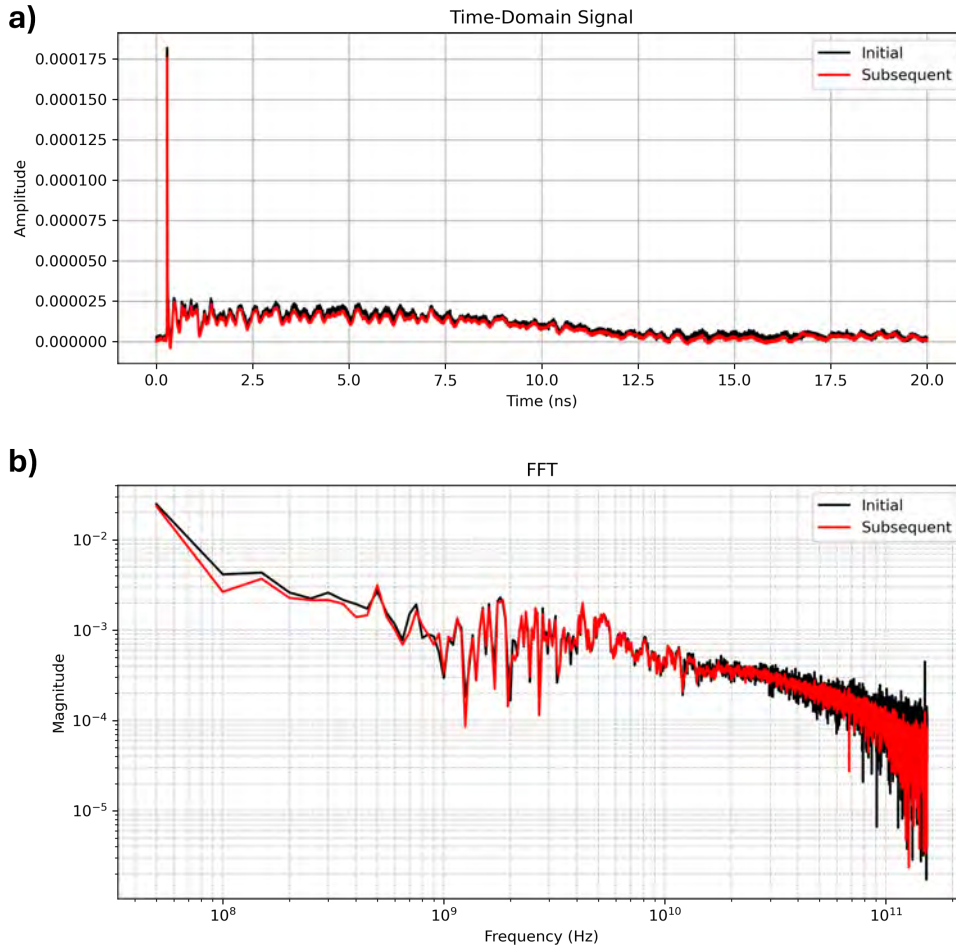 a)
Time-Domain Signal
Amplitude
0.000175
0.000150
0.000125
0.000100
0.000075
0.000050
0.000025
0.000000
Initial
Subsequent
0.0 2.5 5.0 7.5 10.0 12.5 15.0 17.5 20.0
Time (ns)
b)
FFT
Magnitude
10⁻²
10⁻³
10⁻⁴
10⁻⁵
Initial
Subsequent
10⁸ 10⁹ 10¹⁰ 10¹¹
Frequency (Hz)